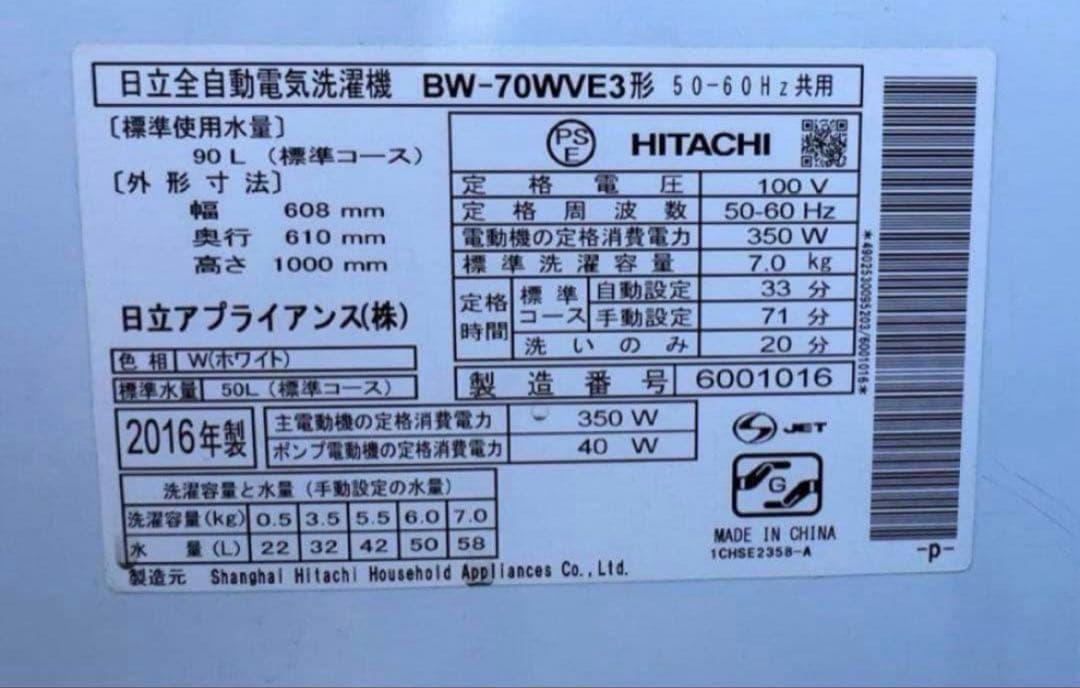 日立全自動電気洗濯機 BW-70WVE3形 50-60Hz共用
〔標準使用水量〕
90 L （標準コース）
〔外形寸法〕
幅 608 mm
奥行 610 mm
高さ 1000 mm
日立アプライアンス(株)
色相 W(ホワイト)
標準水量 50L（標準コース）
PS E HITACHI
定格電圧 100 V
定格周波数 50-60 Hz
電動機の定格消費電力 350 W
標準洗濯容量 7.0 kg
定格時間 標準コース 自動設定 33 分
手動設定 71 分
洗いのみ 20 分
製造番号 6001016
2016年製
主電動機の定格消費電力 350 W
ポンプ電動機の定格消費電力 40 W
洗濯容量と水量（手動設定の水量）
洗濯容量(kg) 0.5 3.5 5.5 6.0 7.0
水量(L) 22 32 42 50 58
製造元 Shanghai Hitachi Household Appliances Co.,Ltd.
S JET
G
MADE IN CHINA
1CHSE2358-A
*4902530095203/6001016*
-p-